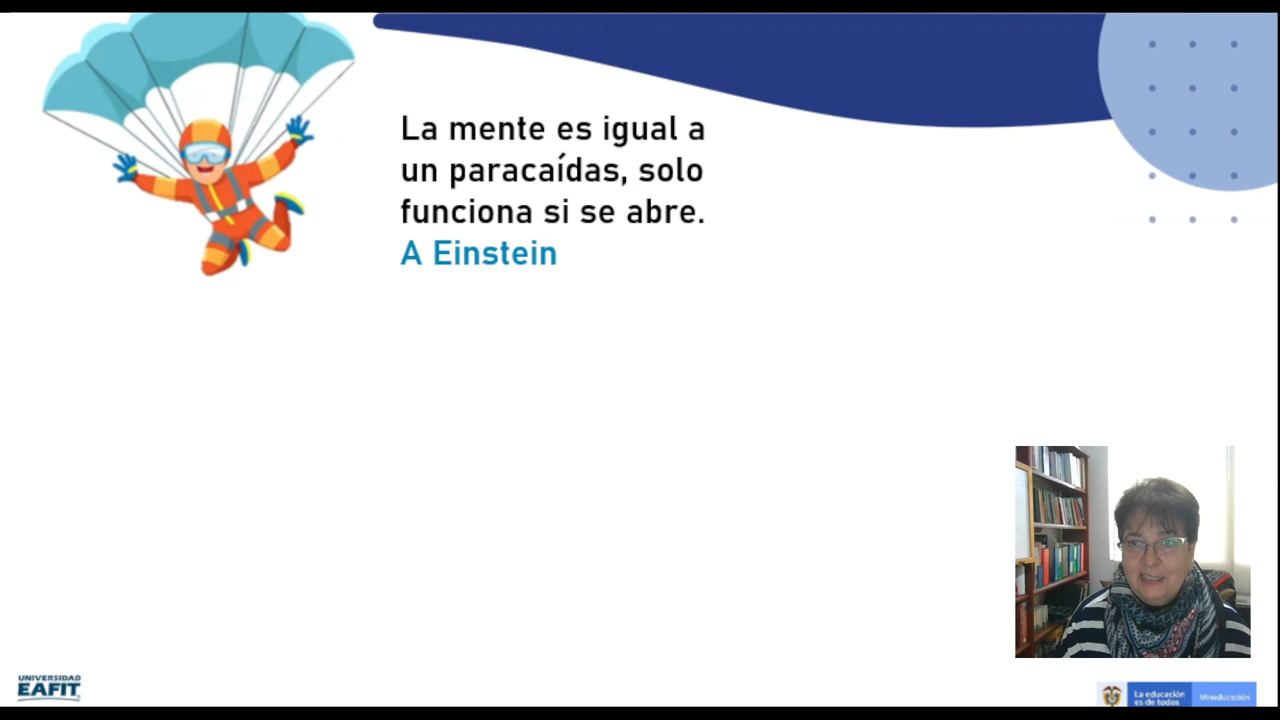 La mente es igual a
un paracaídas, solo
funciona si se abre.
A Einstein
UNIVERSIDAD
EAFIT
La educación
es de todos
Mineducación